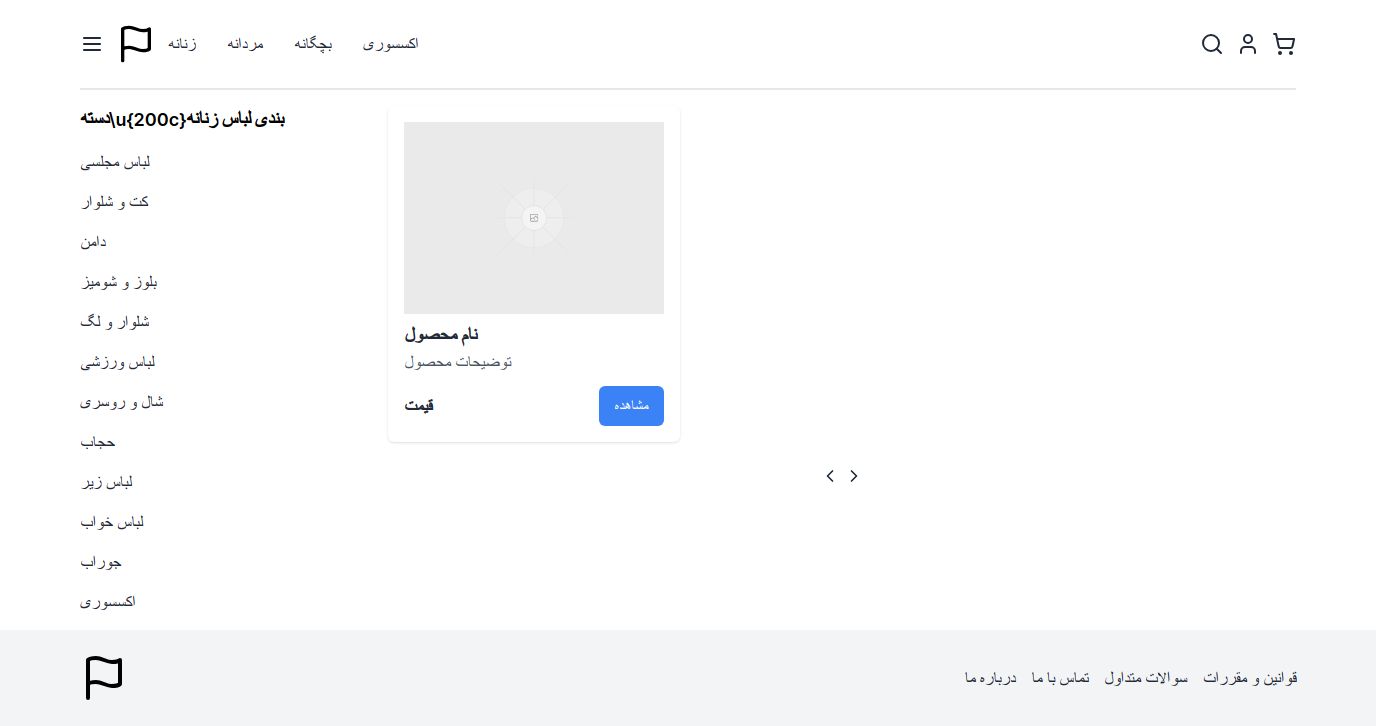 زنانه
مردانه
بچگانه
اکسسوری
دسته\u{200c}بندی لباس زنانه
لباس مجلسی
کت و شلوار
دامن
بلوز و شومیز
شلوار و لگ
لباس ورزشی
شال و روسری
حجاب
لباس زیر
لباس خواب
جوراب
اکسسوری
نام محصول
توضیحات محصول
قیمت
مشاهده
درباره ما
تماس با ما
سوالات متداول
قوانین و مقررات